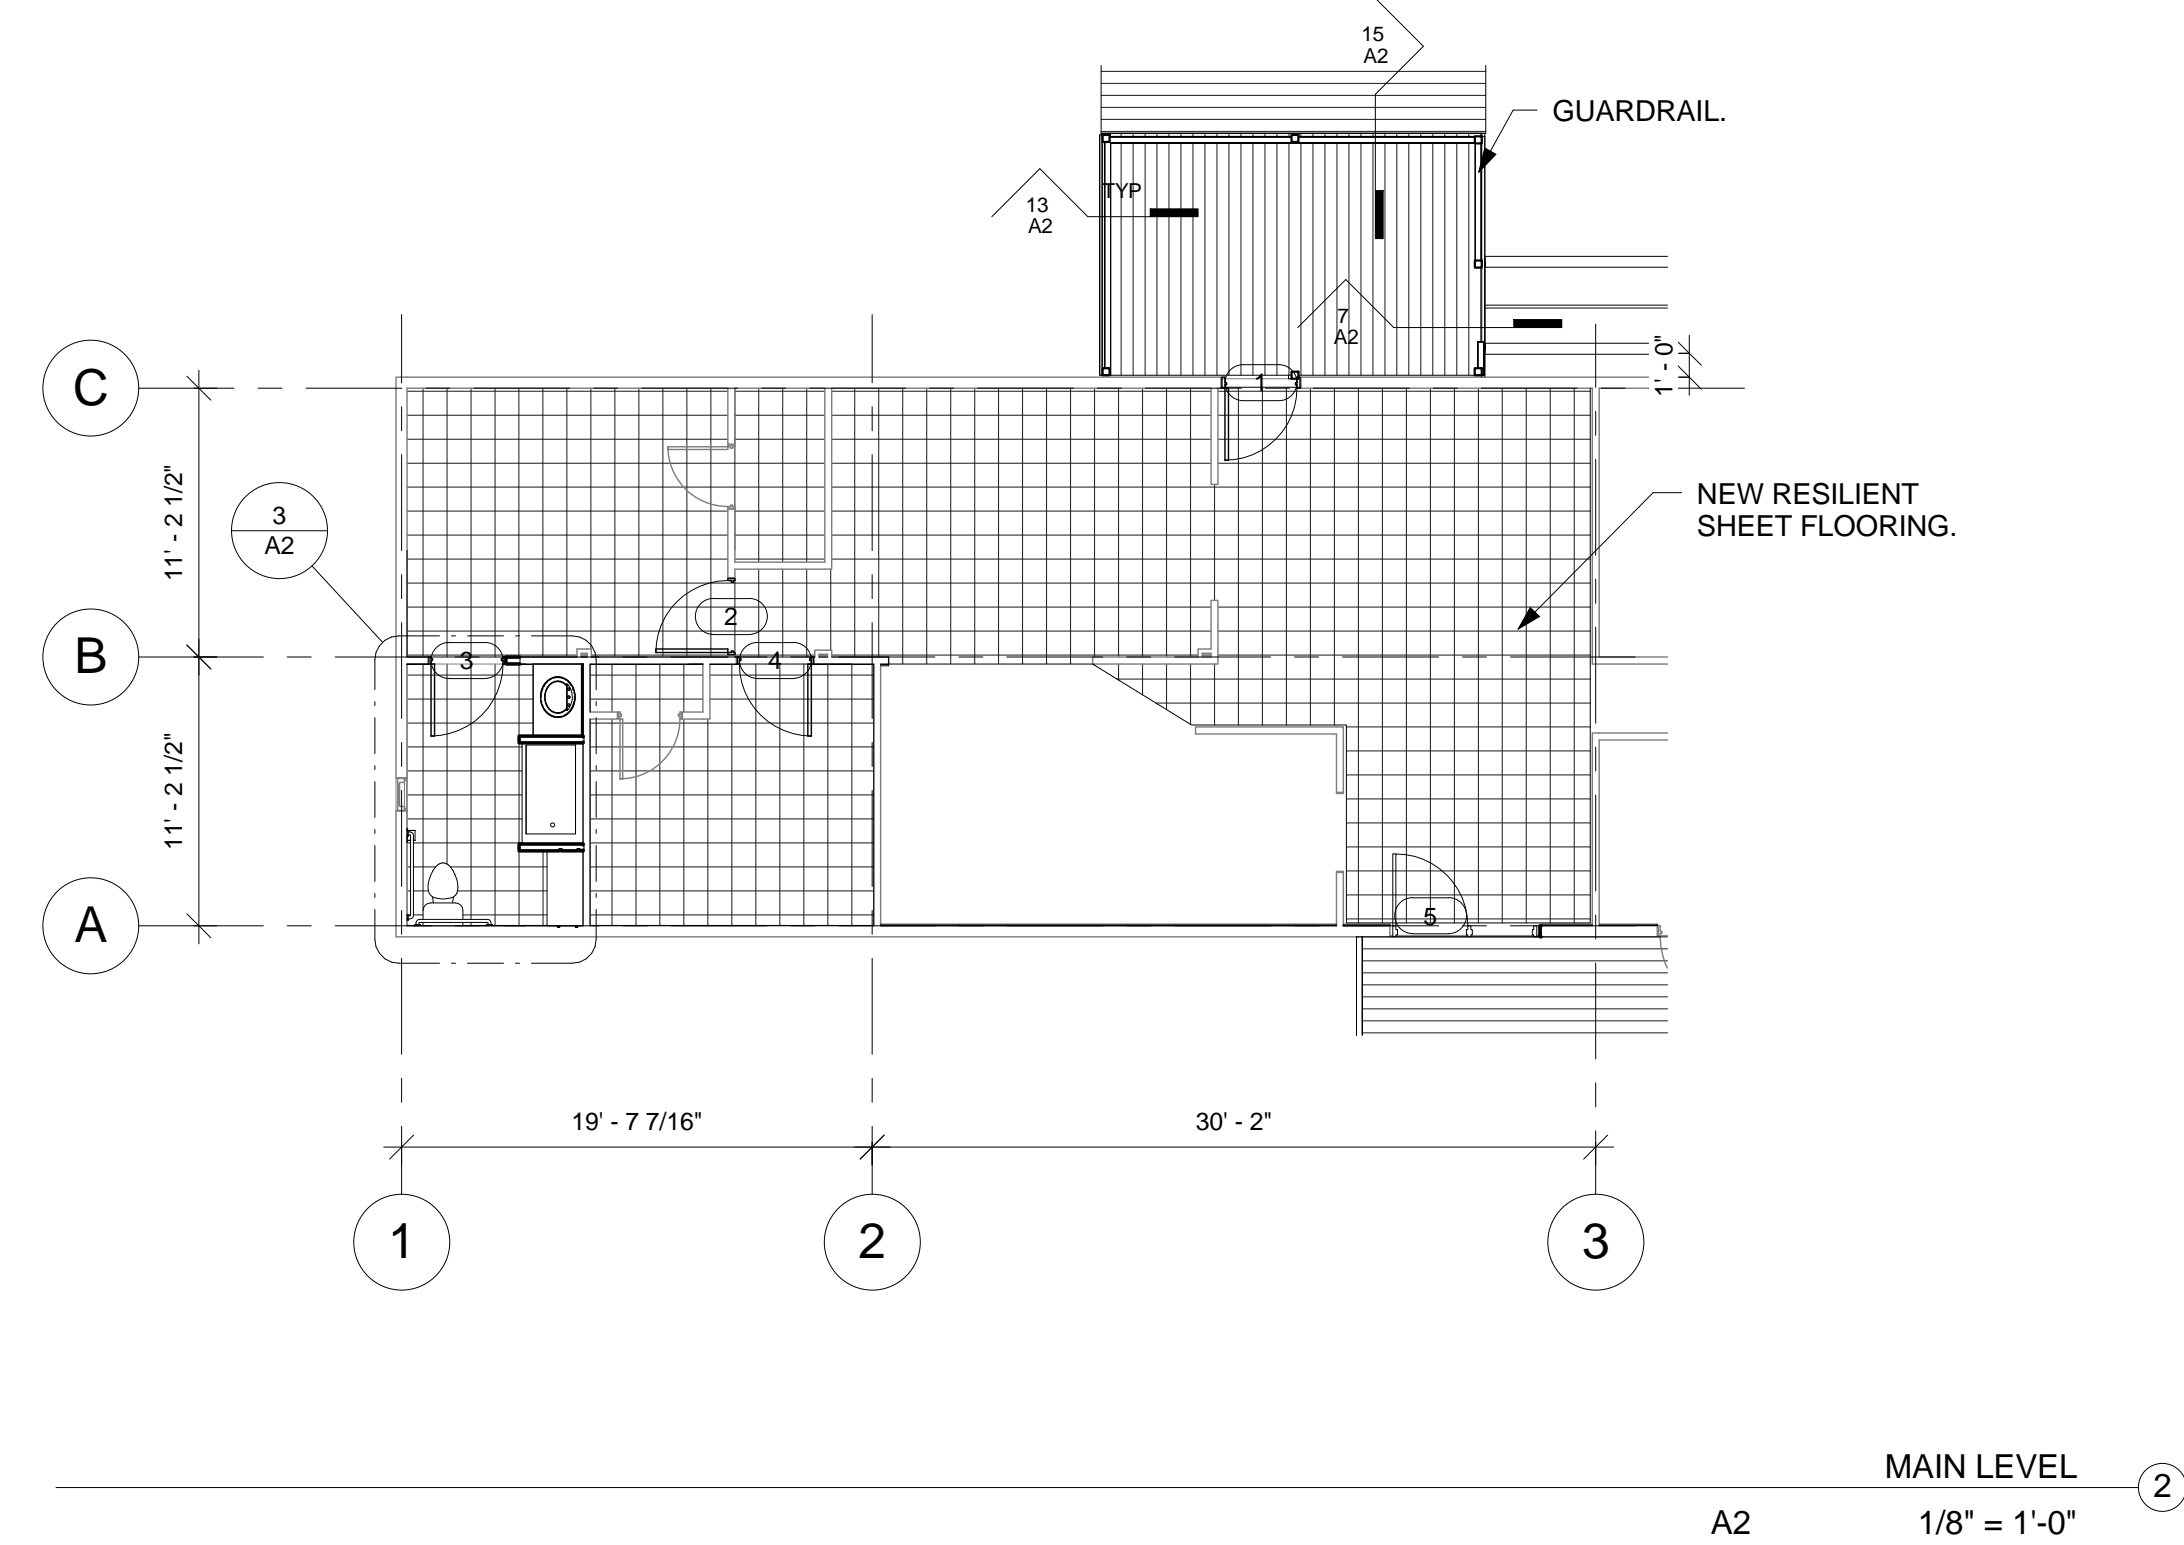 15
A2
GUARDRAIL.
TYP
13
A2
7
A2
1' - 0"
1
C
11' - 2 1/2"
3
A2
NEW RESILIENT
SHEET FLOORING.
2
B
3
4
11' - 2 1/2"
A
5
19' - 7 7/16"
30' - 2"
1
2
3
MAIN LEVEL
2
A2
1/8" = 1'-0"